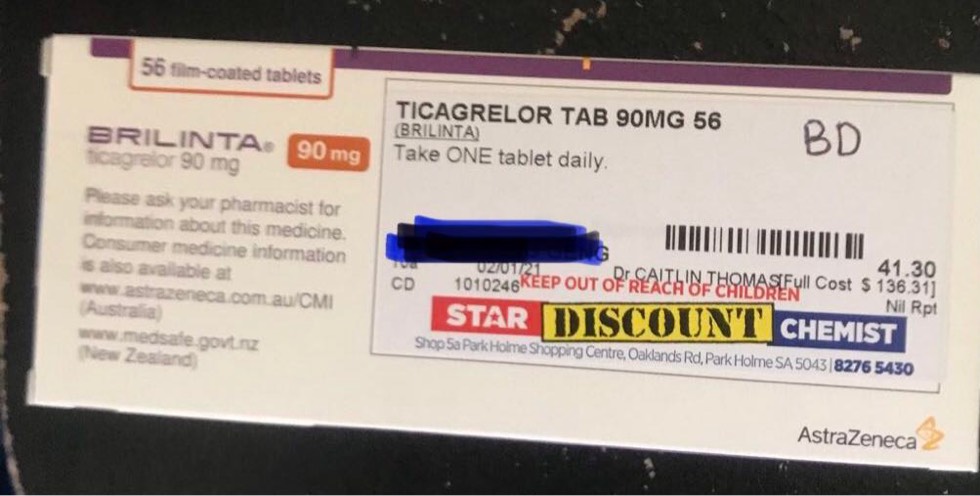 56 film-coated tablets
BRILINTA®
90 mg
ticagrelor 90 mg
Please ask your pharmacist for
information about this medicine.
Consumer medicine information
is also available at
www.astrazeneca.com.au/CMI
(Australia)
www.medsafe.govt.nz
(New Zealand)
TICAGRELOR TAB 90MG 56
(BRILINTA)
Take ONE tablet daily.
BD
02/01/21
41.30
CD 1010246
Dr CAITLIN THOMAS
[Full Cost $ 136.31]
KEEP OUT OF REACH OF CHILDREN
Nil Rpt
STAR DISCOUNT CHEMIST
Shop 5a Park Holme Shopping Centre, Oaklands Rd, Park Holme SA 5043 | 8276 5430
AstraZeneca